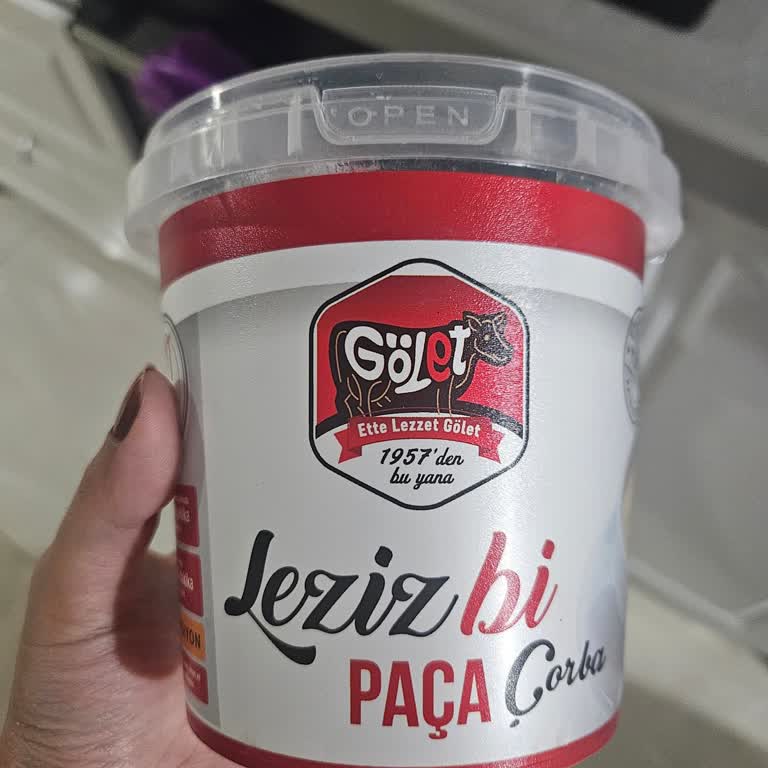 OPEN
Gölet
Ette Lezzet Gölet
1957'den
bu yana
Leziz bi
PAÇA Çorba